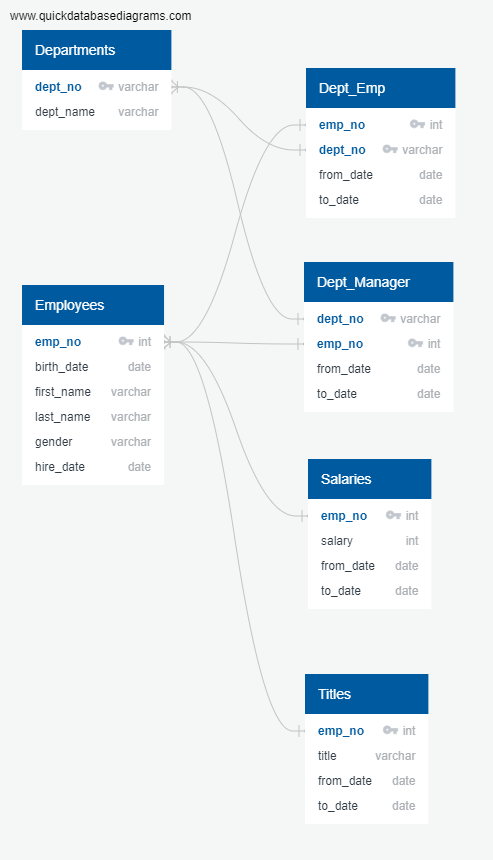 www.quickdatabasediagrams.com
Departments
dept_no varchar
dept_name varchar
Dept_Emp
emp_no int
dept_no varchar
from_date date
to_date date
Dept_Manager
dept_no varchar
emp_no int
from_date date
to_date date
Employees
emp_no int
birth_date date
first_name varchar
last_name varchar
gender varchar
hire_date date
Salaries
emp_no int
salary int
from_date date
to_date date
Titles
emp_no int
title varchar
from_date date
to_date date